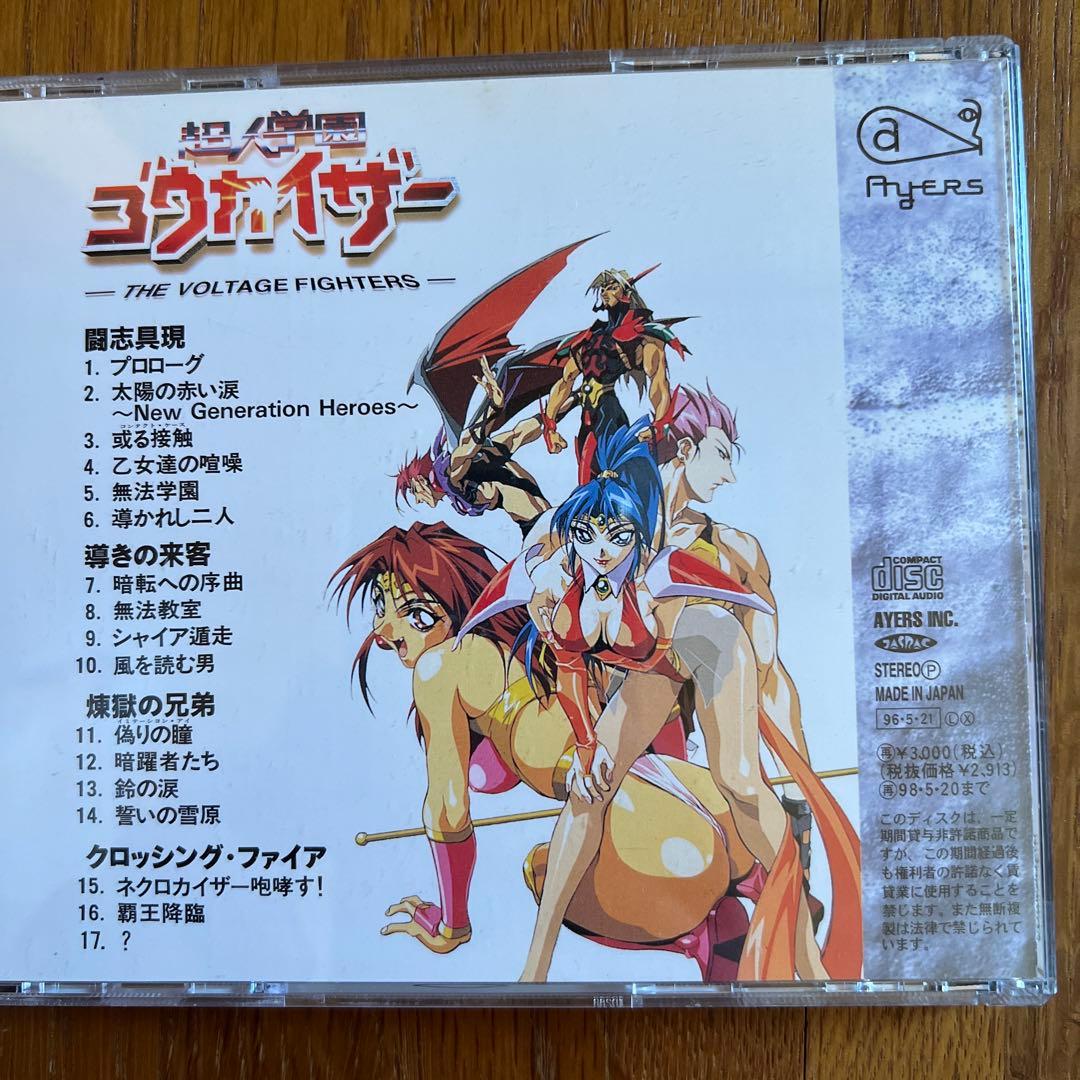 超人学園
ゴウカイザー
THE VOLTAGE FIGHTERS
闘志具現
1. プロローグ
2. 太陽の赤い涙
～New Generation Heroes～
コンタクト・ケース
3. 或る接触
4. 乙女達の喧噪
5. 無法学園
6. 導かれし二人
導きの来客
7. 暗転への序曲
8. 無法教室
9. シャイア遁走
10. 風を読む男
煉獄の兄弟
イミテーション・アイ
11. 偽りの瞳
12. 暗躍者たち
13. 鈴の涙
14. 誓いの雪原
クロッシング・ファイア
15. ネクロカイザー咆哮す!
16. 覇王降臨
17. ?
a
AyERS
COMPACT
disc
DIGITAL AUDIO
AYERS INC.
JASRAC
STEREO Ⓟ
MADE IN JAPAN
96・5・21 Ⓛ Ⓧ
再¥3,000(税込)
(税抜価格¥2,913)
再98・5・20まで
このディスクは、一定
期間貸与非許諾商品で
すが、この期間経過後
も権利者の許諾なく賃
貸業に使用することを
禁じます。また無断複
製は法律で禁じられて
います。